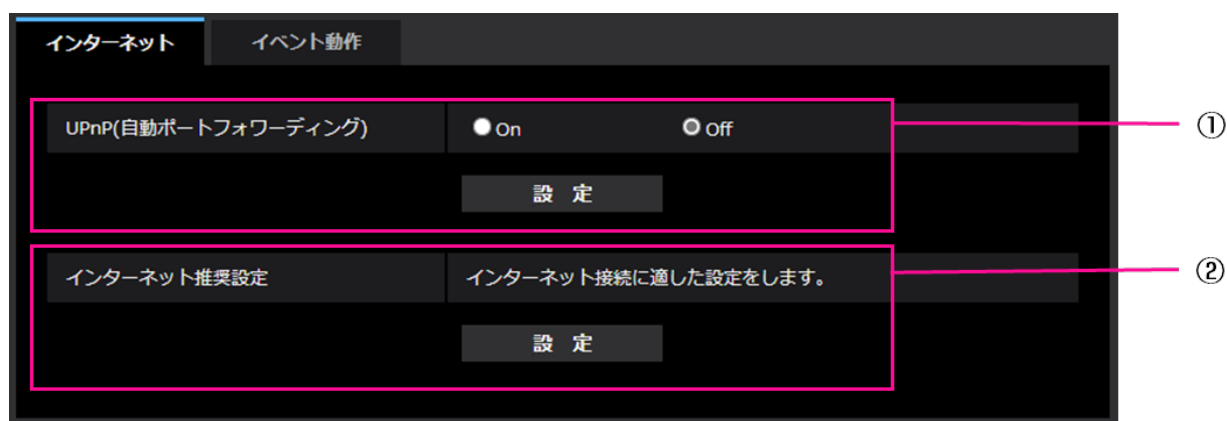 インターネット イベント動作
UPnP(自動ポートフォワーディング) On Off ①
設 定
インターネット推奨設定 インターネット接続に適した設定をします。 ②
設 定